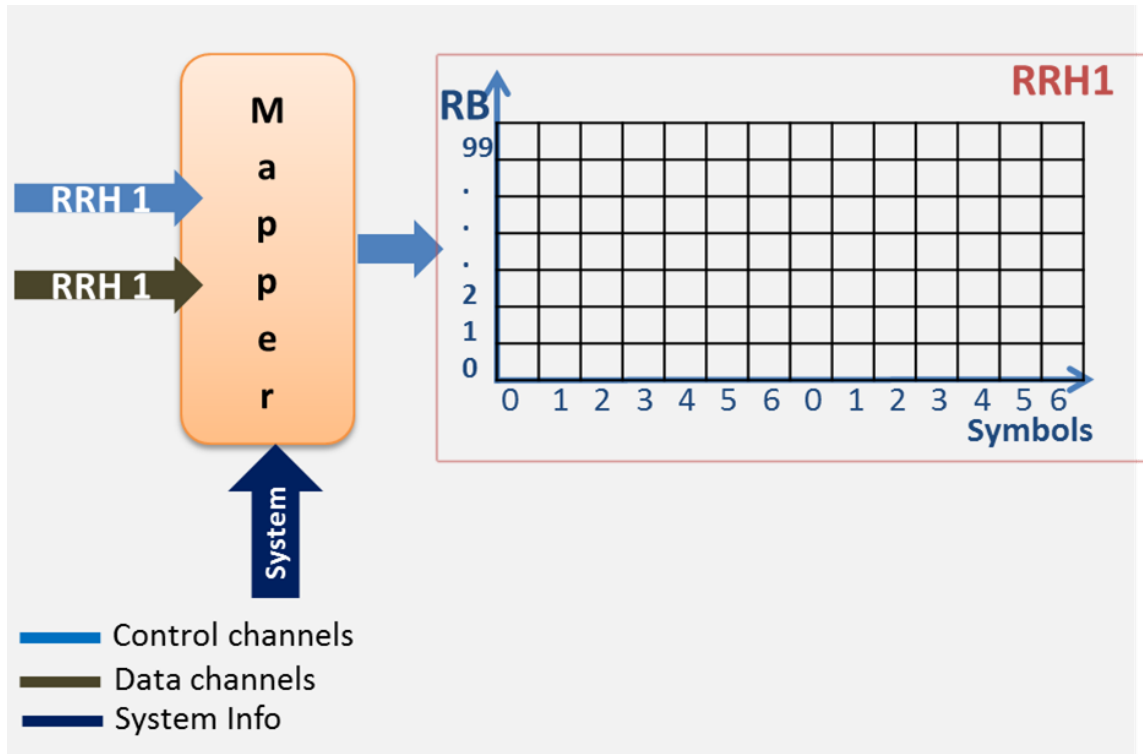 M
a
p
p
e
r
RRH 1
RRH 1
System
RRH1
RB
99
.
.
.
2
1
0
0 1 2 3 4 5 6 0 1 2 3 4 5 6
Symbols
Control channels
Data channels
System Info